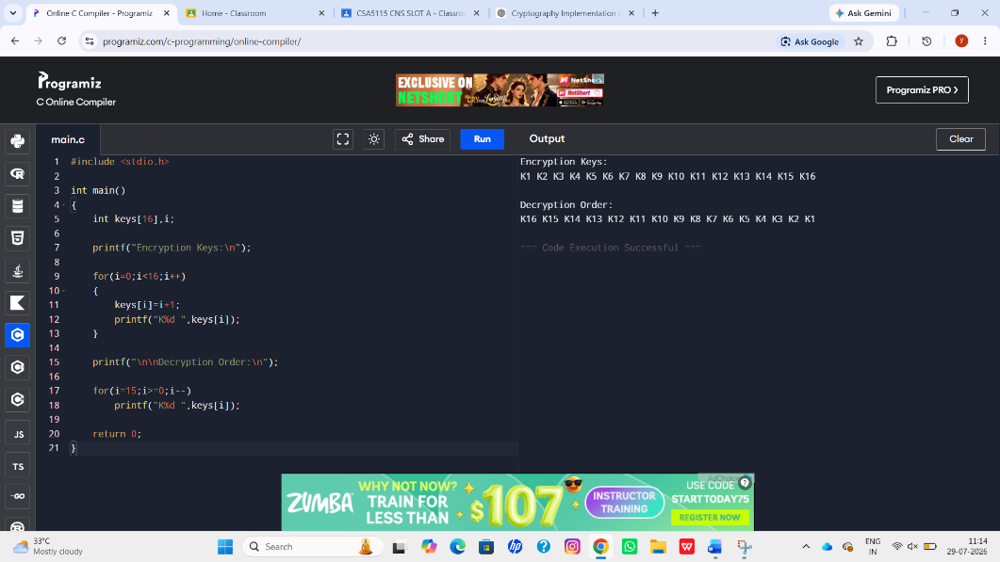 Online C Compiler - Programiz
Home - Classroom
CSA5115 CNS SLOT A - Classro
Cryptography Implementation
Ask Gemini
programiz.com/c-programming/online-compiler/
Ask Google
y
Programiz
C Online Compiler
EXCLUSIVE ON
NETSHORT
NetShort
Programiz PRO
main.c
Share
Run
Output
Clear
1 #include <stdio.h>
2
3 int main()
4 {
5 int keys[16],i;
6
7 printf("Encryption Keys:\n");
8
9 for(i=0;i<16;i++)
10 {
11 keys[i]=i+1;
12 printf("K%d ",keys[i]);
13 }
14
15 printf("\n\nDecryption Order:\n");
16
17 for(i=15;i>=0;i--)
18 printf("K%d ",keys[i]);
19
20 return 0;
21 }
Encryption Keys:
K1 K2 K3 K4 K5 K6 K7 K8 K9 K10 K11 K12 K13 K14 K15 K16
Decryption Order:
K16 K15 K14 K13 K12 K11 K10 K9 K8 K7 K6 K5 K4 K3 K2 K1
=== Code Execution Successful ===
JS
TS
GO
ZUMBA
WHY NOT NOW?
TRAIN FOR
LESS THAN
$107
INSTRUCTOR
TRAINING
USE CODE
START TODAY75
REGISTER NOW
33°C
Mostly cloudy
Search
ENG
IN
11:14
29-07-2026